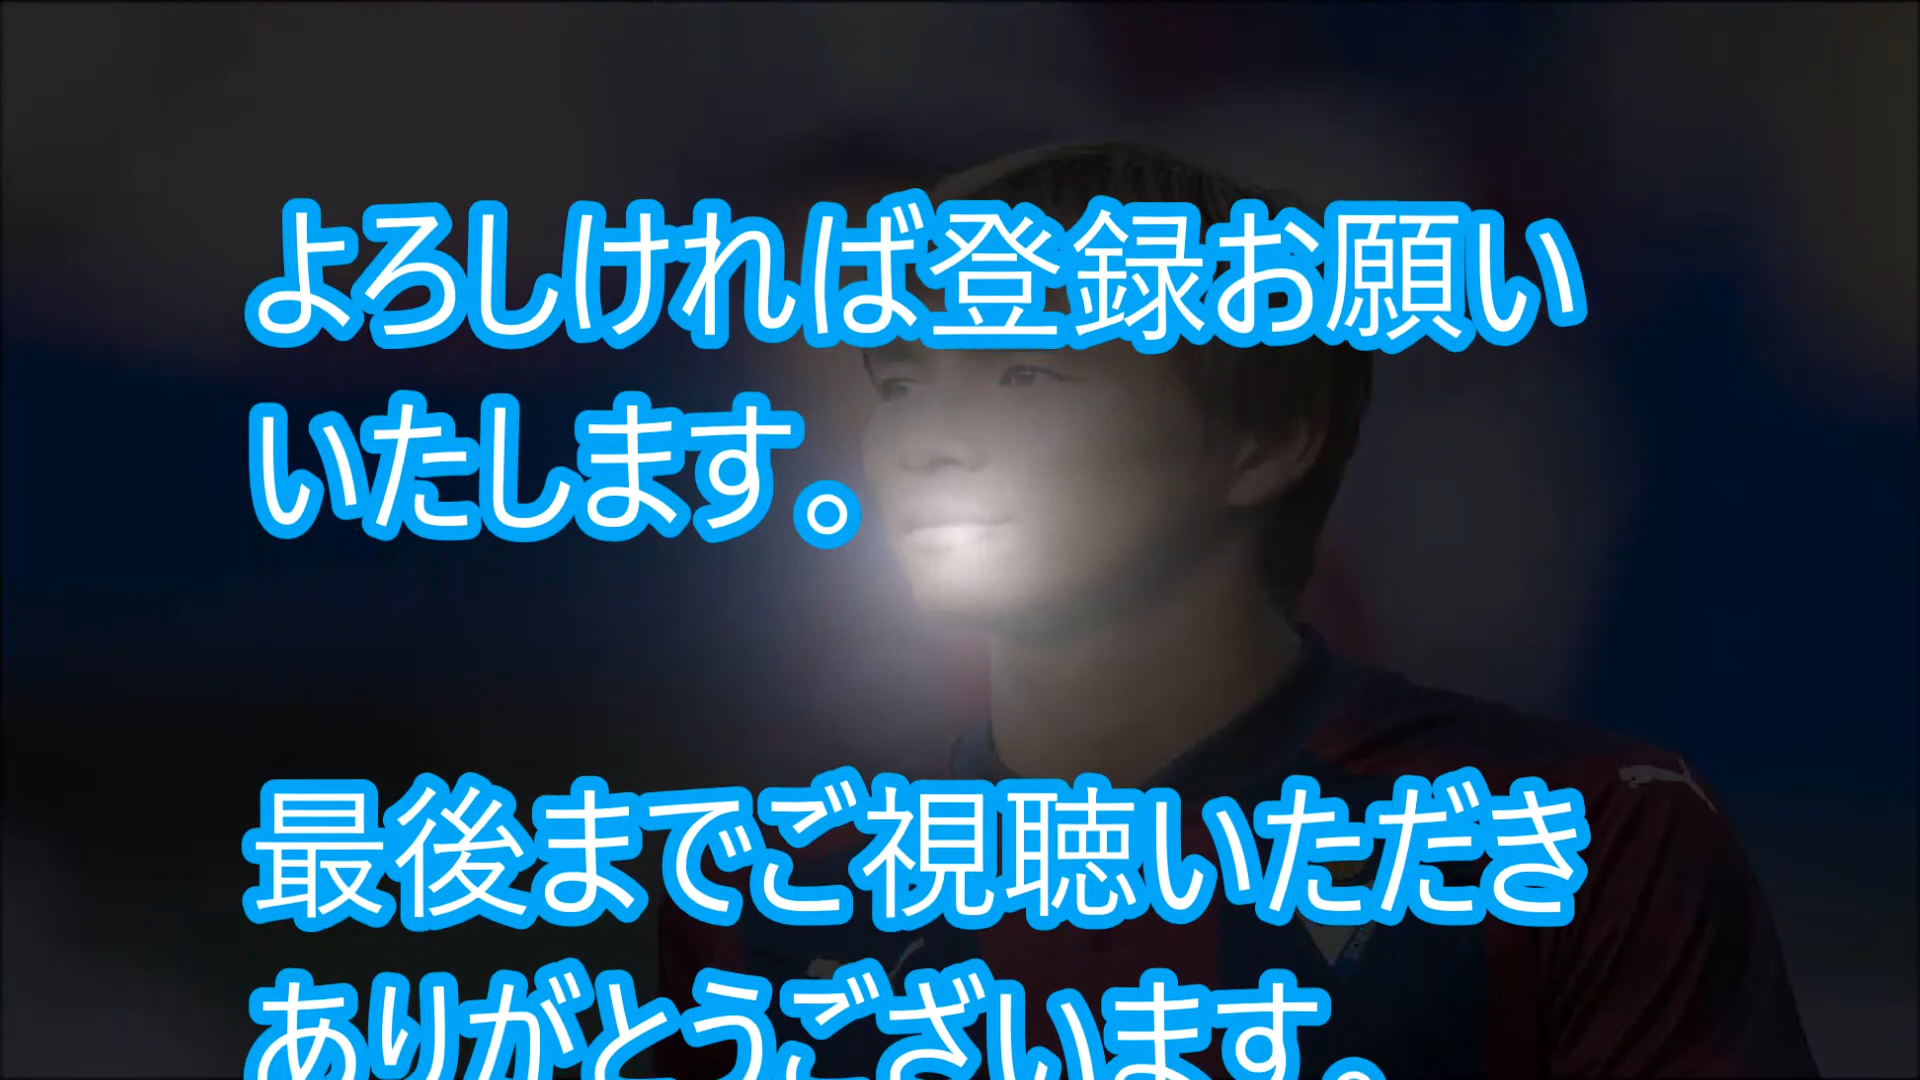 よろしければ登録お願い
いたします。
最後までご視聴いただき
ありがとうございます。